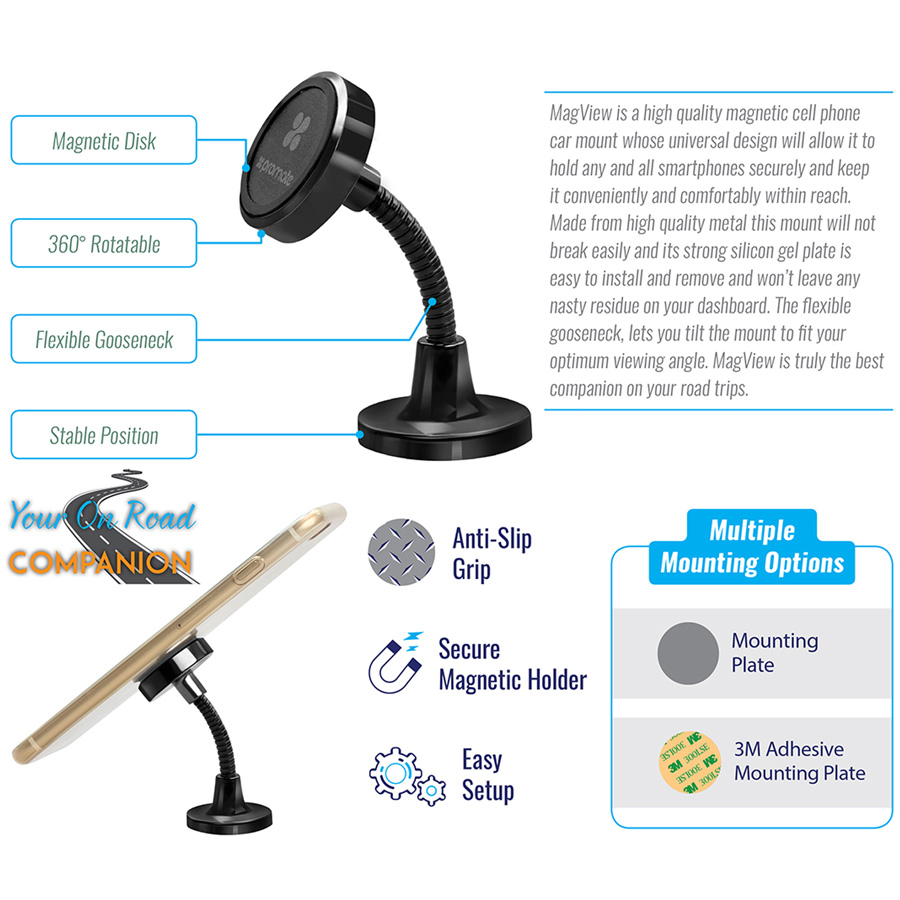 Magnetic Disk
360° Rotatable
Flexible Gooseneck
Stable Position
promate
MagView is a high quality magnetic cell phone
car mount whose universal design will allow it to
hold any and all smartphones securely and keep
it conveniently and comfortably within reach.
Made from high quality metal this mount will not
break easily and its strong silicon gel plate is
easy to install and remove and won't leave any
nasty residue on your dashboard. The flexible
gooseneck, lets you tilt the mount to fit your
optimum viewing angle. MagView is truly the best
companion on your road trips.
Your On Road
COMPANION
Anti-Slip
Grip
Secure
Magnetic Holder
Easy
Setup
Multiple
Mounting Options
Mounting
Plate
3M 300LSE
3M 300LSE
3M 300LSE
3M Adhesive
Mounting Plate